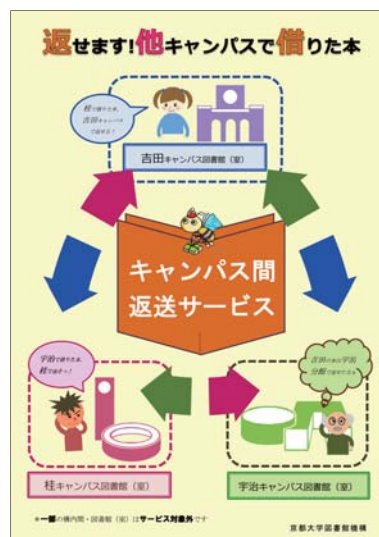 返せます!他キャンパスで借りた本
桂で借りた本、
吉田キャンパス
で返せる!
吉田キャンパス図書館(室)
キャンパス間
返送サービス
宇治で借りた本、
桂で返すっ!
吉田の本は宇治
分館で返せたなぁ
桂キャンパス図書館(室)
宇治キャンパス図書館(室)
*一部の構内間・図書館(室)はサービス対象外です
京都大学図書館機構